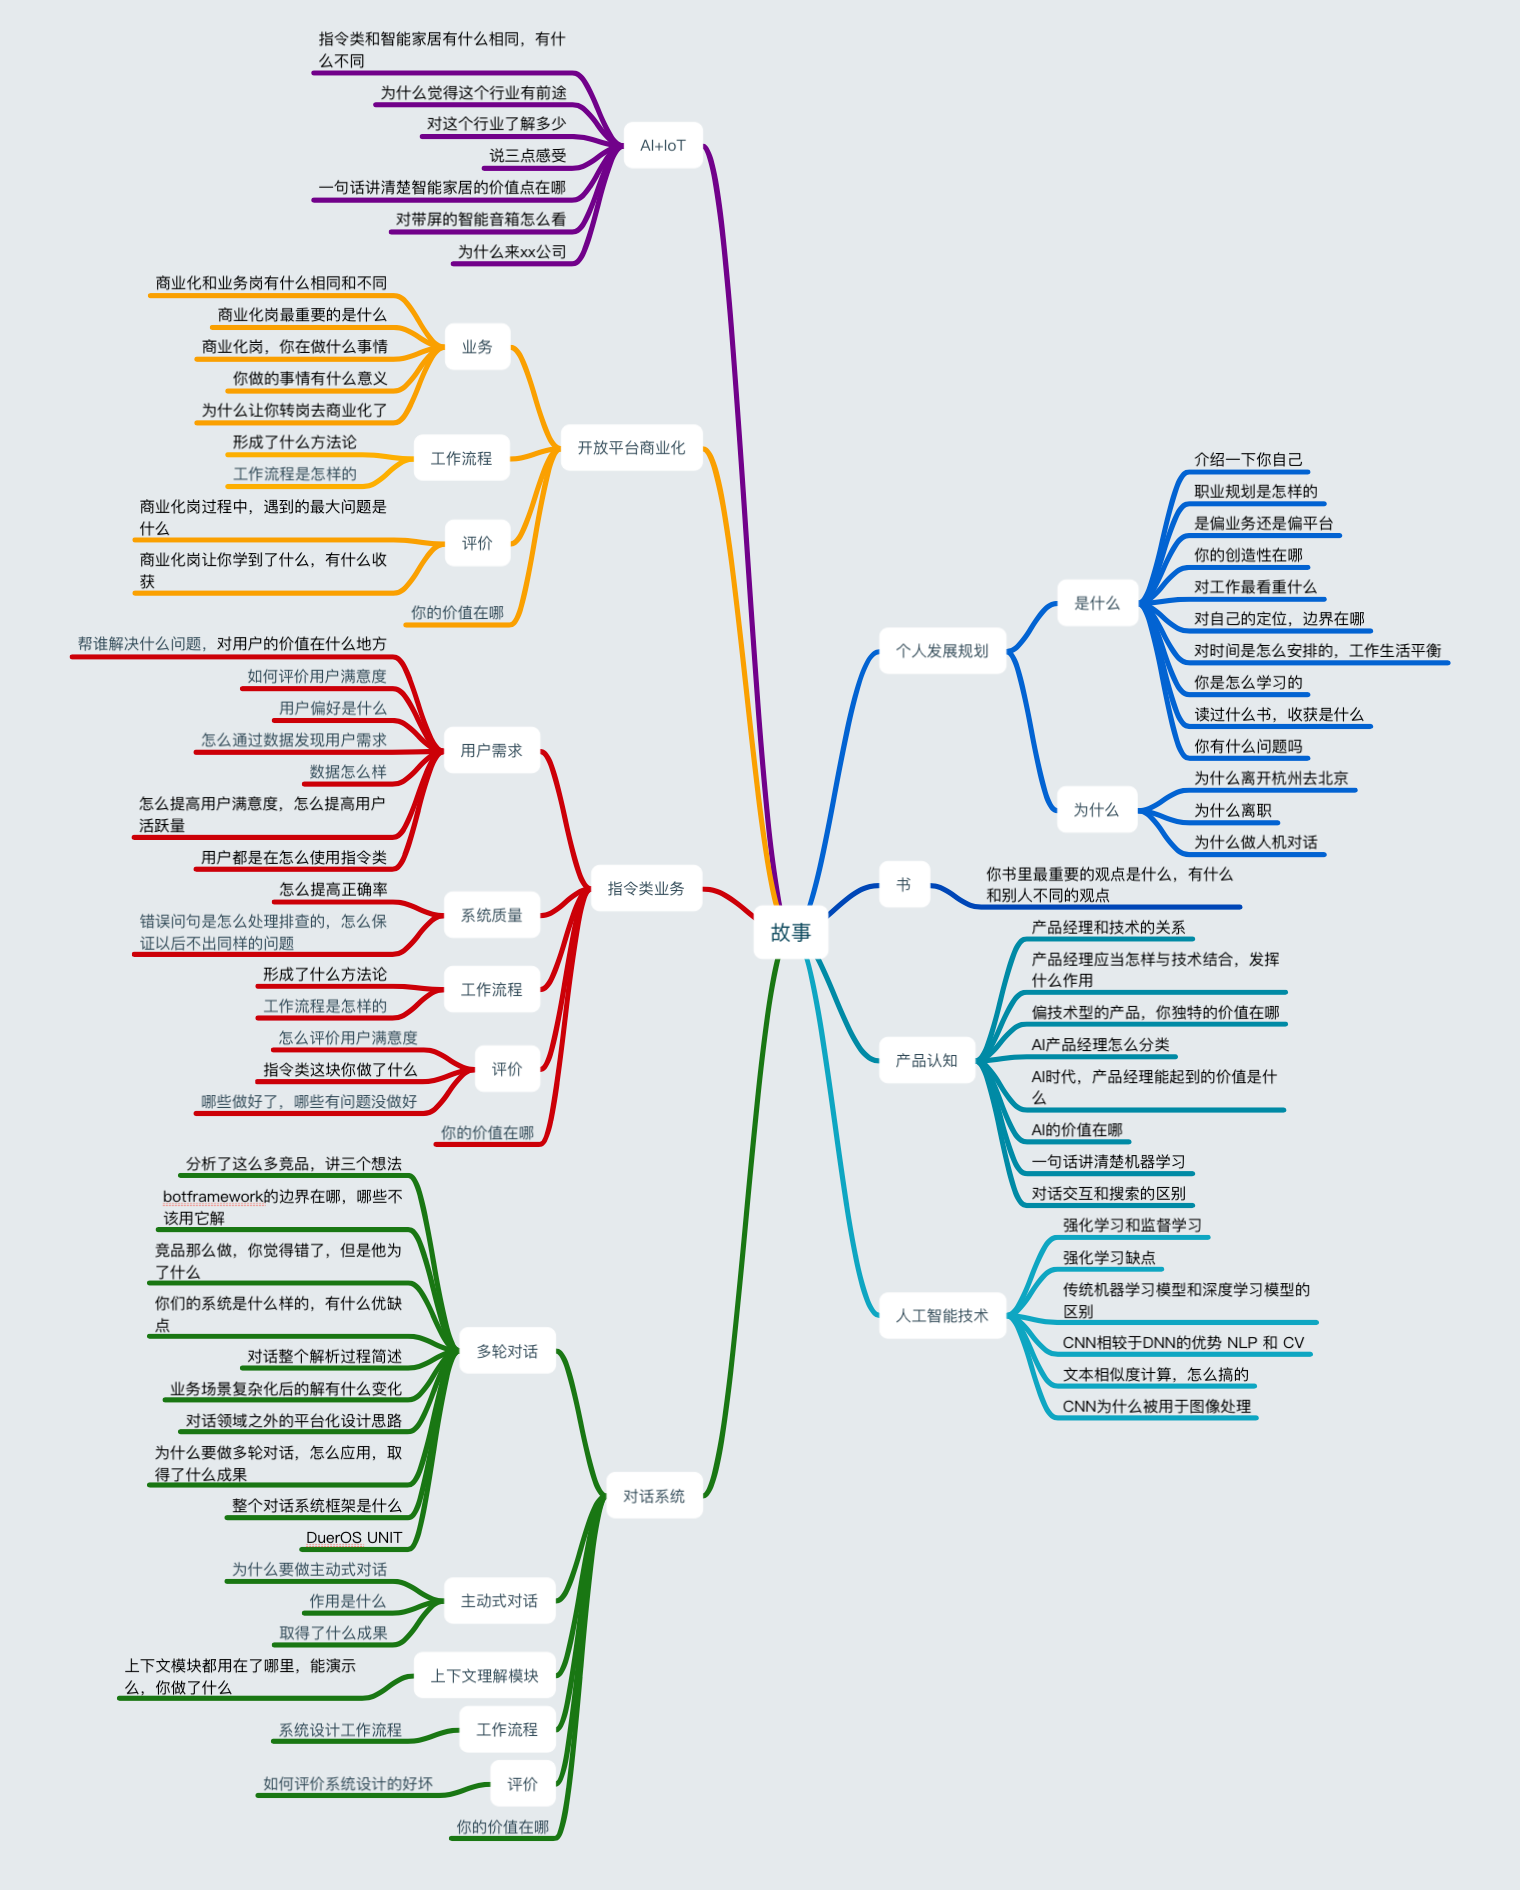 故事
AI+IoT
指令类和智能家居有什么相同，有什
么不同
为什么觉得这个行业有前途
对这个行业了解多少
说三点感受
一句话讲清楚智能家居的价值点在哪
对带屏的智能音箱怎么看
为什么来xx公司
开放平台商业化
业务
商业化和业务岗有什么相同和不同
商业化岗最重要的是什么
商业化岗，你在做什么事情
你做的事情有什么意义
为什么让你转岗去商业化了
工作流程
形成了什么方法论
工作流程是怎样的
评价
商业化岗过程中，遇到的最大问题是
什么
商业化岗让你学到了什么，有什么收
获
你的价值在哪
指令类业务
用户需求
帮谁解决什么问题，对用户的价值在什么地方
如何评价用户满意度
用户偏好是什么
怎么通过数据发现用户需求
数据怎么样
怎么提高用户满意度，怎么提高用户
活跃量
用户都是在怎么使用指令类
系统质量
怎么提高正确率
错误问句是怎么处理排查的，怎么保
证以后不出同样的问题
工作流程
形成了什么方法论
工作流程是怎样的
评价
怎么评价用户满意度
指令类这块你做了什么
哪些做好了，哪些有问题没做好
你的价值在哪
对话系统
多轮对话
分析了这么多竞品，讲三个想法
botframework的边界在哪，哪些不
该用它解
竞品那么做，你觉得错了，但是他为
了什么
你们的系统是什么样的，有什么优缺
点
对话整个解析过程简述
业务场景复杂化后的解有什么变化
对话领域之外的平台化设计思路
为什么要做多轮对话，怎么应用，取
得了什么成果
整个对话系统框架是什么
DuerOS UNIT
主动式对话
为什么要做主动式对话
作用是什么
取得了什么成果
上下文理解模块
上下文模块都用在了哪里，能演示
么，你做了什么
工作流程
系统设计工作流程
评价
如何评价系统设计的好坏
你的价值在哪
个人发展规划
是什么
介绍一下你自己
职业规划是怎样的
是偏业务还是偏平台
你的创造性在哪
对工作最看重什么
对自己的定位，边界在哪
对时间是怎么安排的，工作生活平衡
你是怎么学习的
读过什么书，收获是什么
你有什么问题吗
为什么
为什么离开杭州去北京
为什么离职
为什么做人机对话
书
你书里最重要的观点是什么，有什么
和别人不同的观点
产品认知
产品经理和技术的关系
产品经理应当怎样与技术结合，发挥
什么作用
偏技术型的产品，你独特的价值在哪
AI产品经理怎么分类
AI时代，产品经理能起到的价值是什
么
AI的价值在哪
一句话讲清楚机器学习
对话交互和搜索的区别
人工智能技术
强化学习和监督学习
强化学习缺点
传统机器学习模型和深度学习模型的
区别
CNN相较于DNN的优势 NLP 和 CV
文本相似度计算，怎么搞的
CNN为什么被用于图像处理